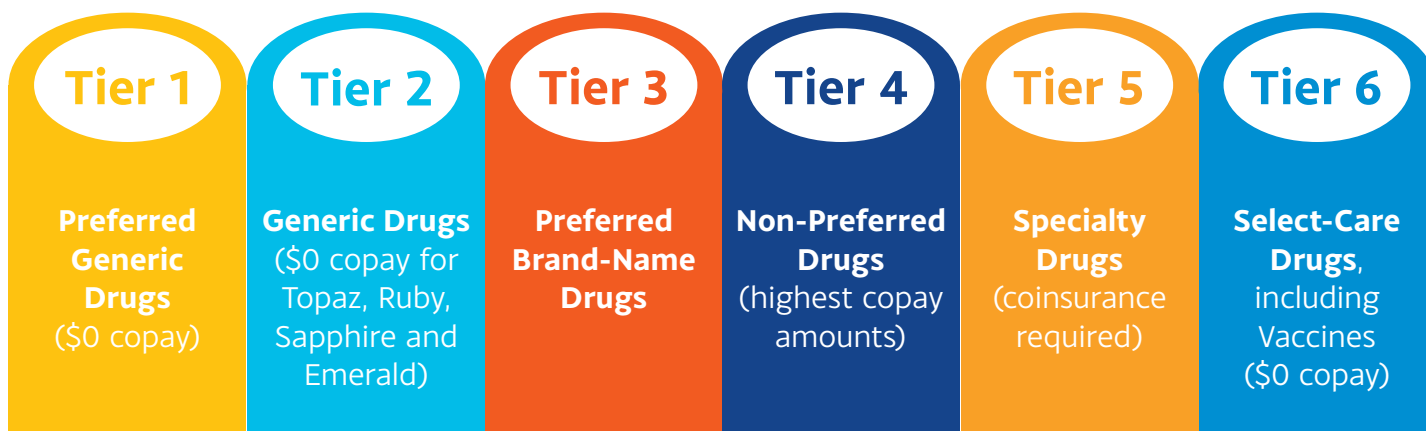 Tier 1
Preferred
Generic
Drugs
($0 copay)
Tier 2
Generic Drugs
($0 copay for
Topaz, Ruby,
Sapphire and
Emerald)
Tier 3
Preferred
Brand-Name
Drugs
Tier 4
Non-Preferred
Drugs
(highest copay
amounts)
Tier 5
Specialty
Drugs
(coinsurance
required)
Tier 6
Select-Care
Drugs,
including
Vaccines
($0 copay)